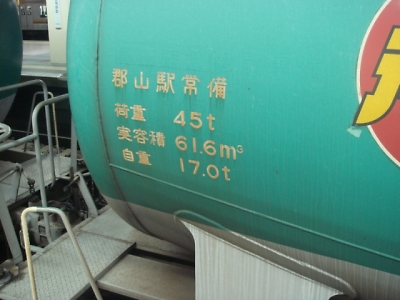 郡山駅常備
荷重 45t
実容積 61.6m³
自重 17.0t